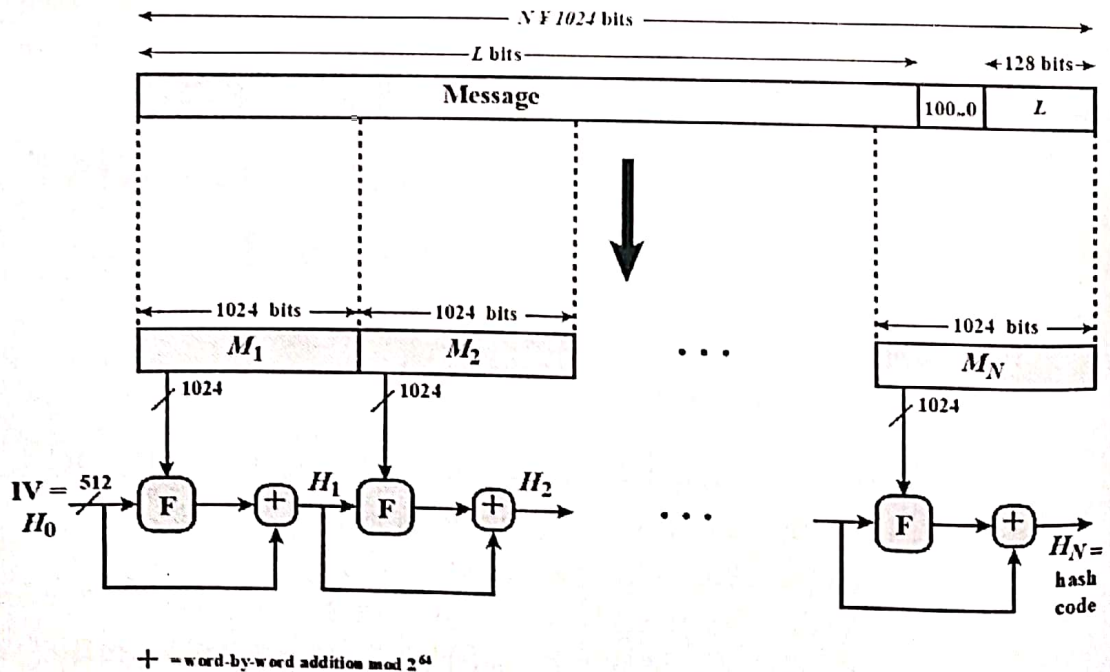 N ¥ 1024 bits
L bits
128 bits
Message
100..0
L
1024 bits
1024 bits
1024 bits
M1
M2
. . .
MN
1024
1024
1024
IV =
H0
512
F
+
H1
F
+
H2
. . .
F
+
HN =
hash
code
+ = word-by-word addition mod 2^64